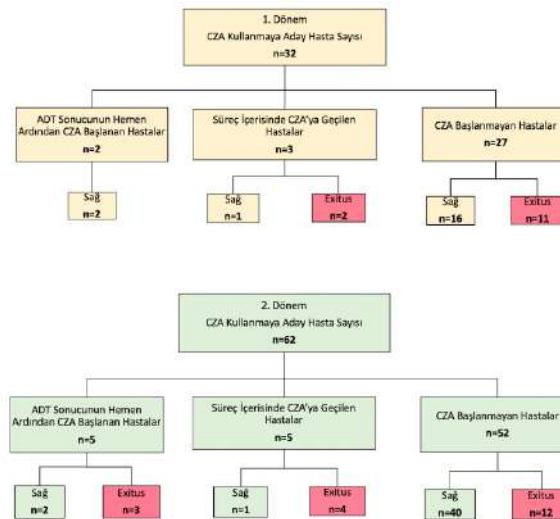 1. Dönem
CZA Kullanmaya Aday Hasta Sayısı
n=32
ADT Sonucunun Hemen
Ardından CZA Başlanan Hastalar
n=2
Süreç İçerisinde CZA'ya Geçilen
Hastalar
n=3
CZA Başlanmayan Hastalar
n=27
Sağ
n=2
Sağ
n=1
Exitus
n=2
Sağ
n=16
Exitus
n=11
2. Dönem
CZA Kullanmaya Aday Hasta Sayısı
n=62
ADT Sonucunun Hemen
Ardından CZA Başlanan Hastalar
n=5
Süreç İçerisinde CZA'ya Geçilen
Hastalar
n=5
CZA Başlanmayan Hastalar
n=52
Sağ
n=2
Exitus
n=3
Sağ
n=1
Exitus
n=4
Sağ
n=40
Exitus
n=12